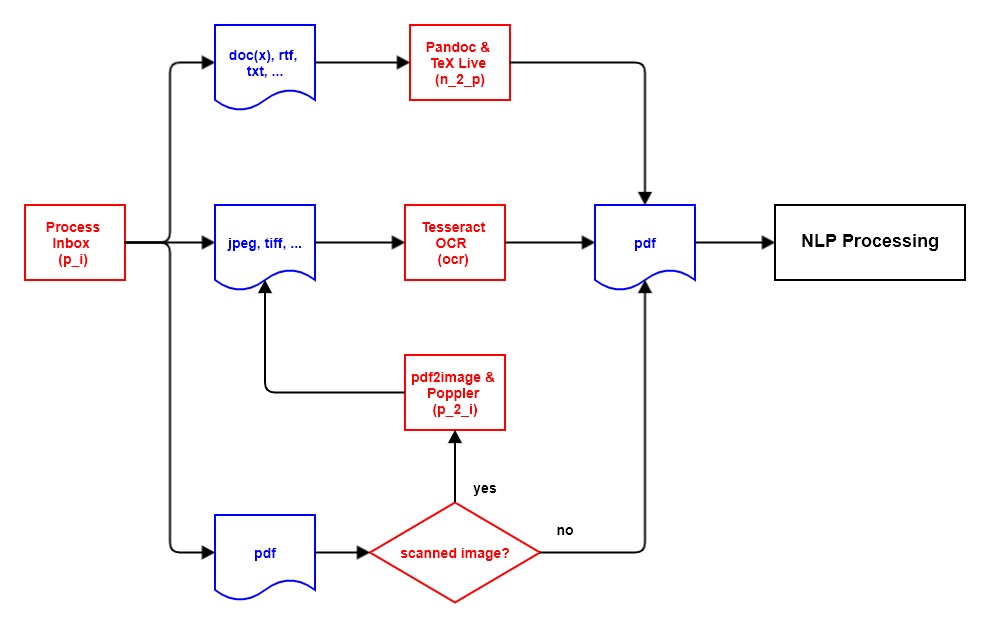 doc(x), rtf,
txt, ...
Pandoc &
TeX Live
(n_2_p)
Process
Inbox
(p_i)
jpeg, tiff, ...
Tesseract
OCR
(ocr)
pdf
NLP Processing
pdf2image &
Poppler
(p_2_i)
yes
no
pdf
scanned image?